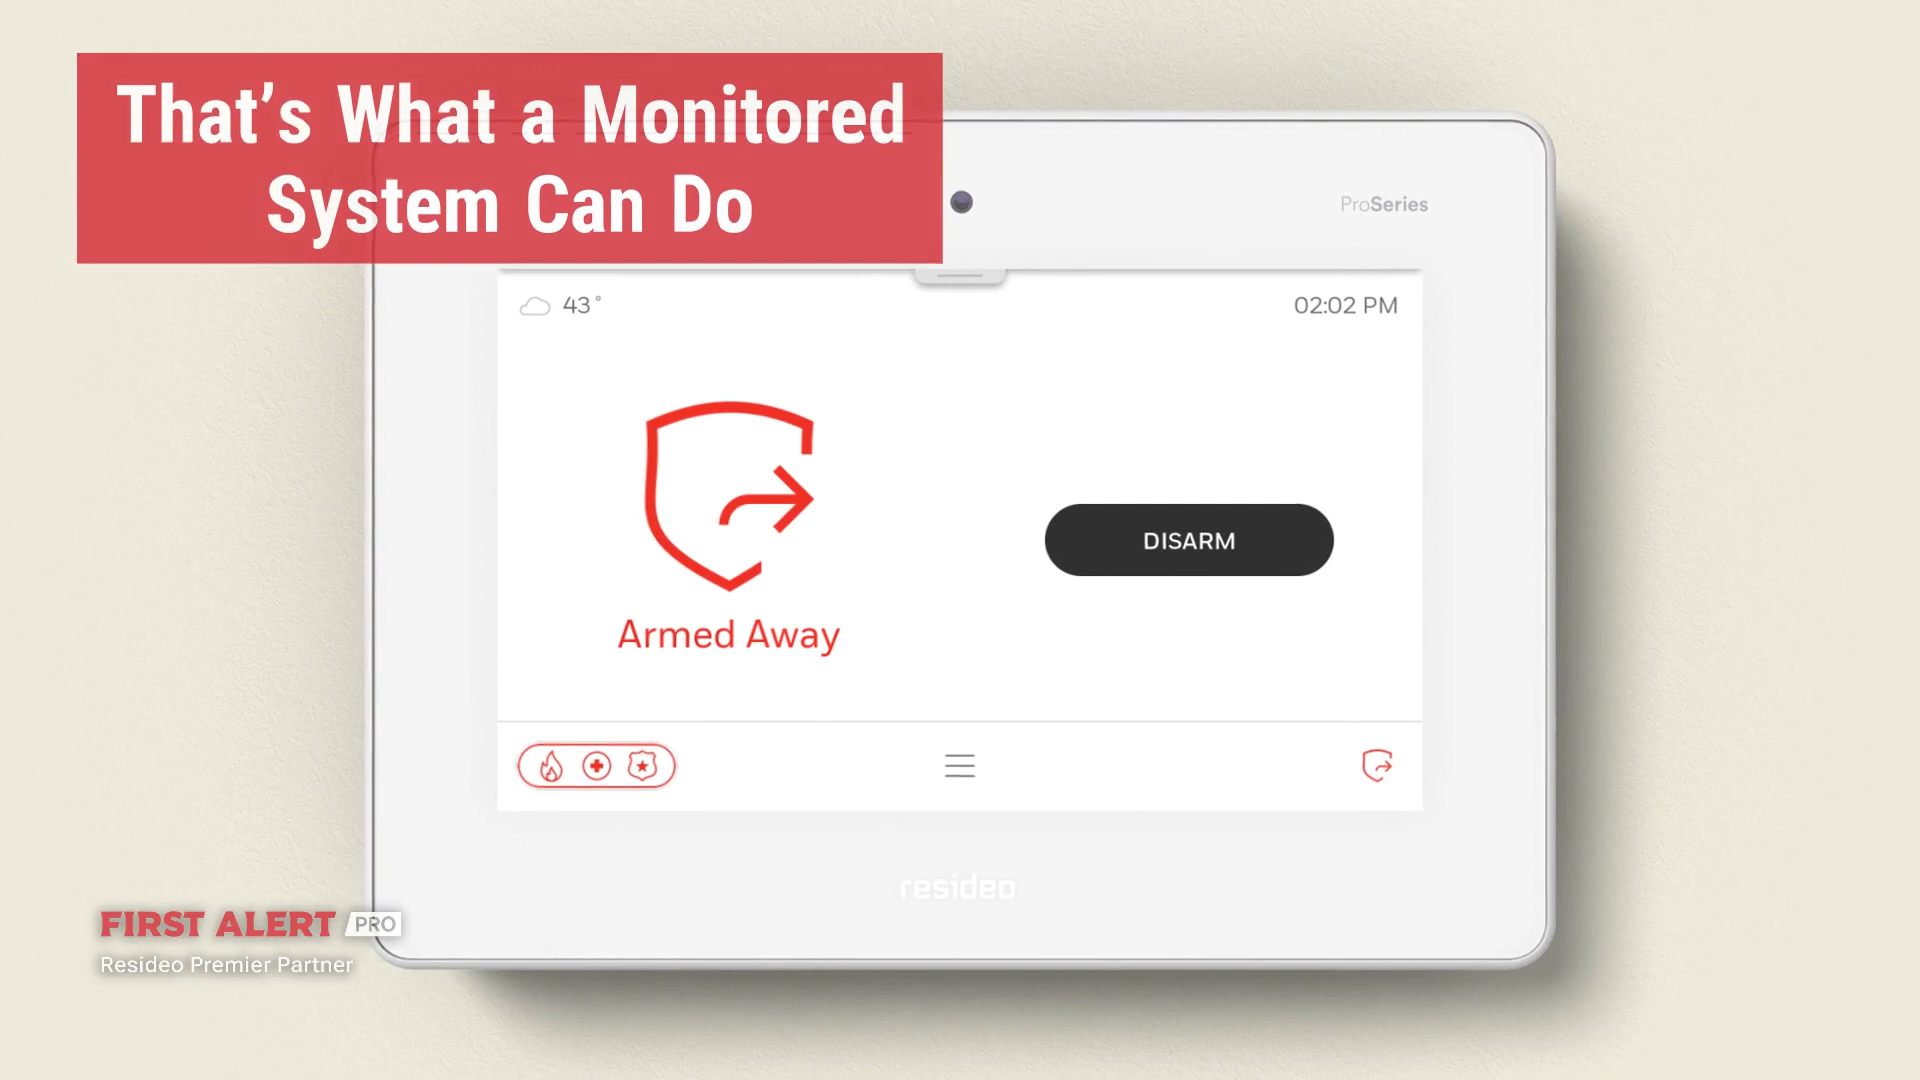 That’s What a Monitored
System Can Do
ProSeries
43°
02:02 PM
DISARM
Armed Away
resideo
FIRST ALERT PRO
Resideo Premier Partner